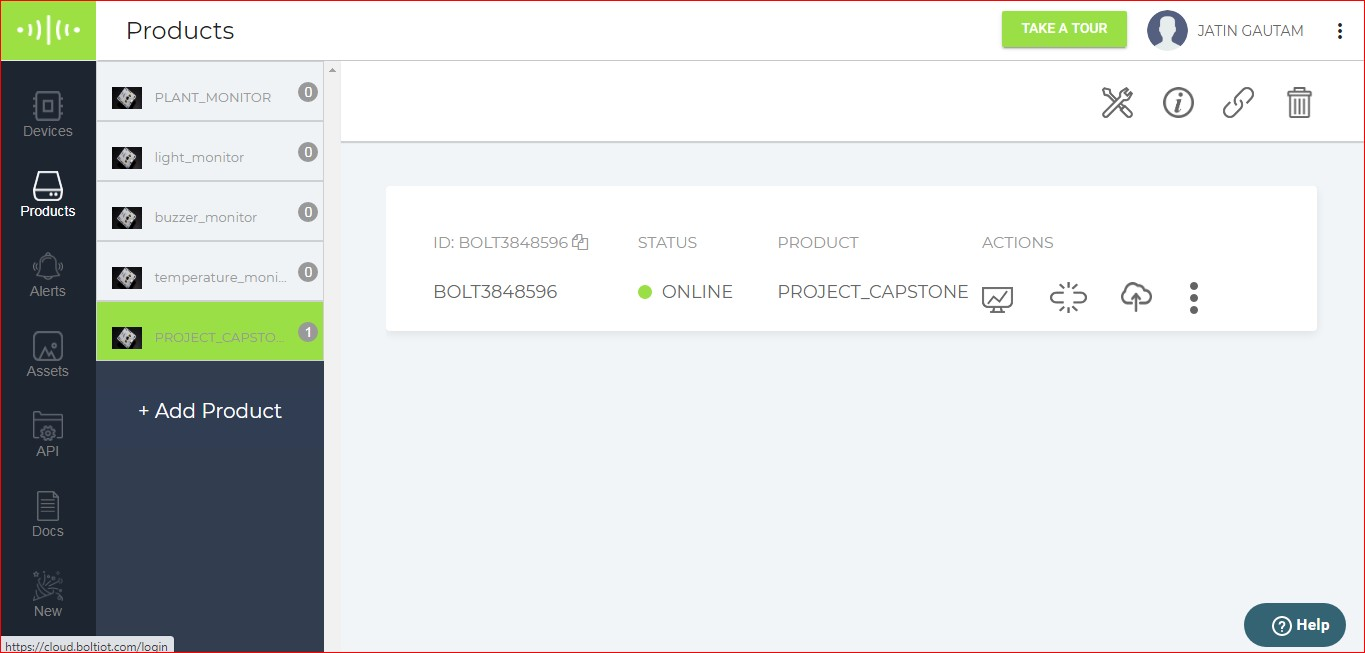 Products
TAKE A TOUR
JATIN GAUTAM
Devices
Products
Alerts
Assets
API
Docs
New
PLANT_MONITOR 0
light_monitor 0
buzzer_monitor 0
temperature_moni... 0
PROJECT_CAPSTO... 1
+ Add Product
ID: BOLT3848596 STATUS PRODUCT ACTIONS
BOLT3848596 ONLINE PROJECT_CAPSTONE
? Help
https://cloud.boltiot.com/login